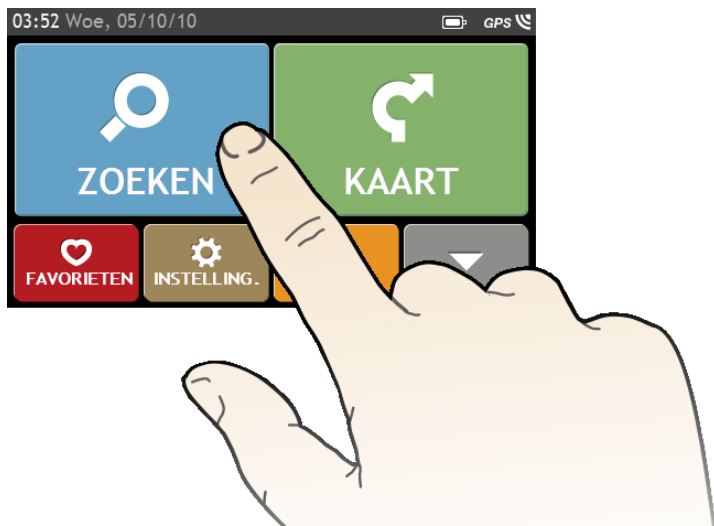 03:52 Woe, 05/10/10 GPS
ZOEKEN
KAART
FAVORIETEN
INSTELLING.